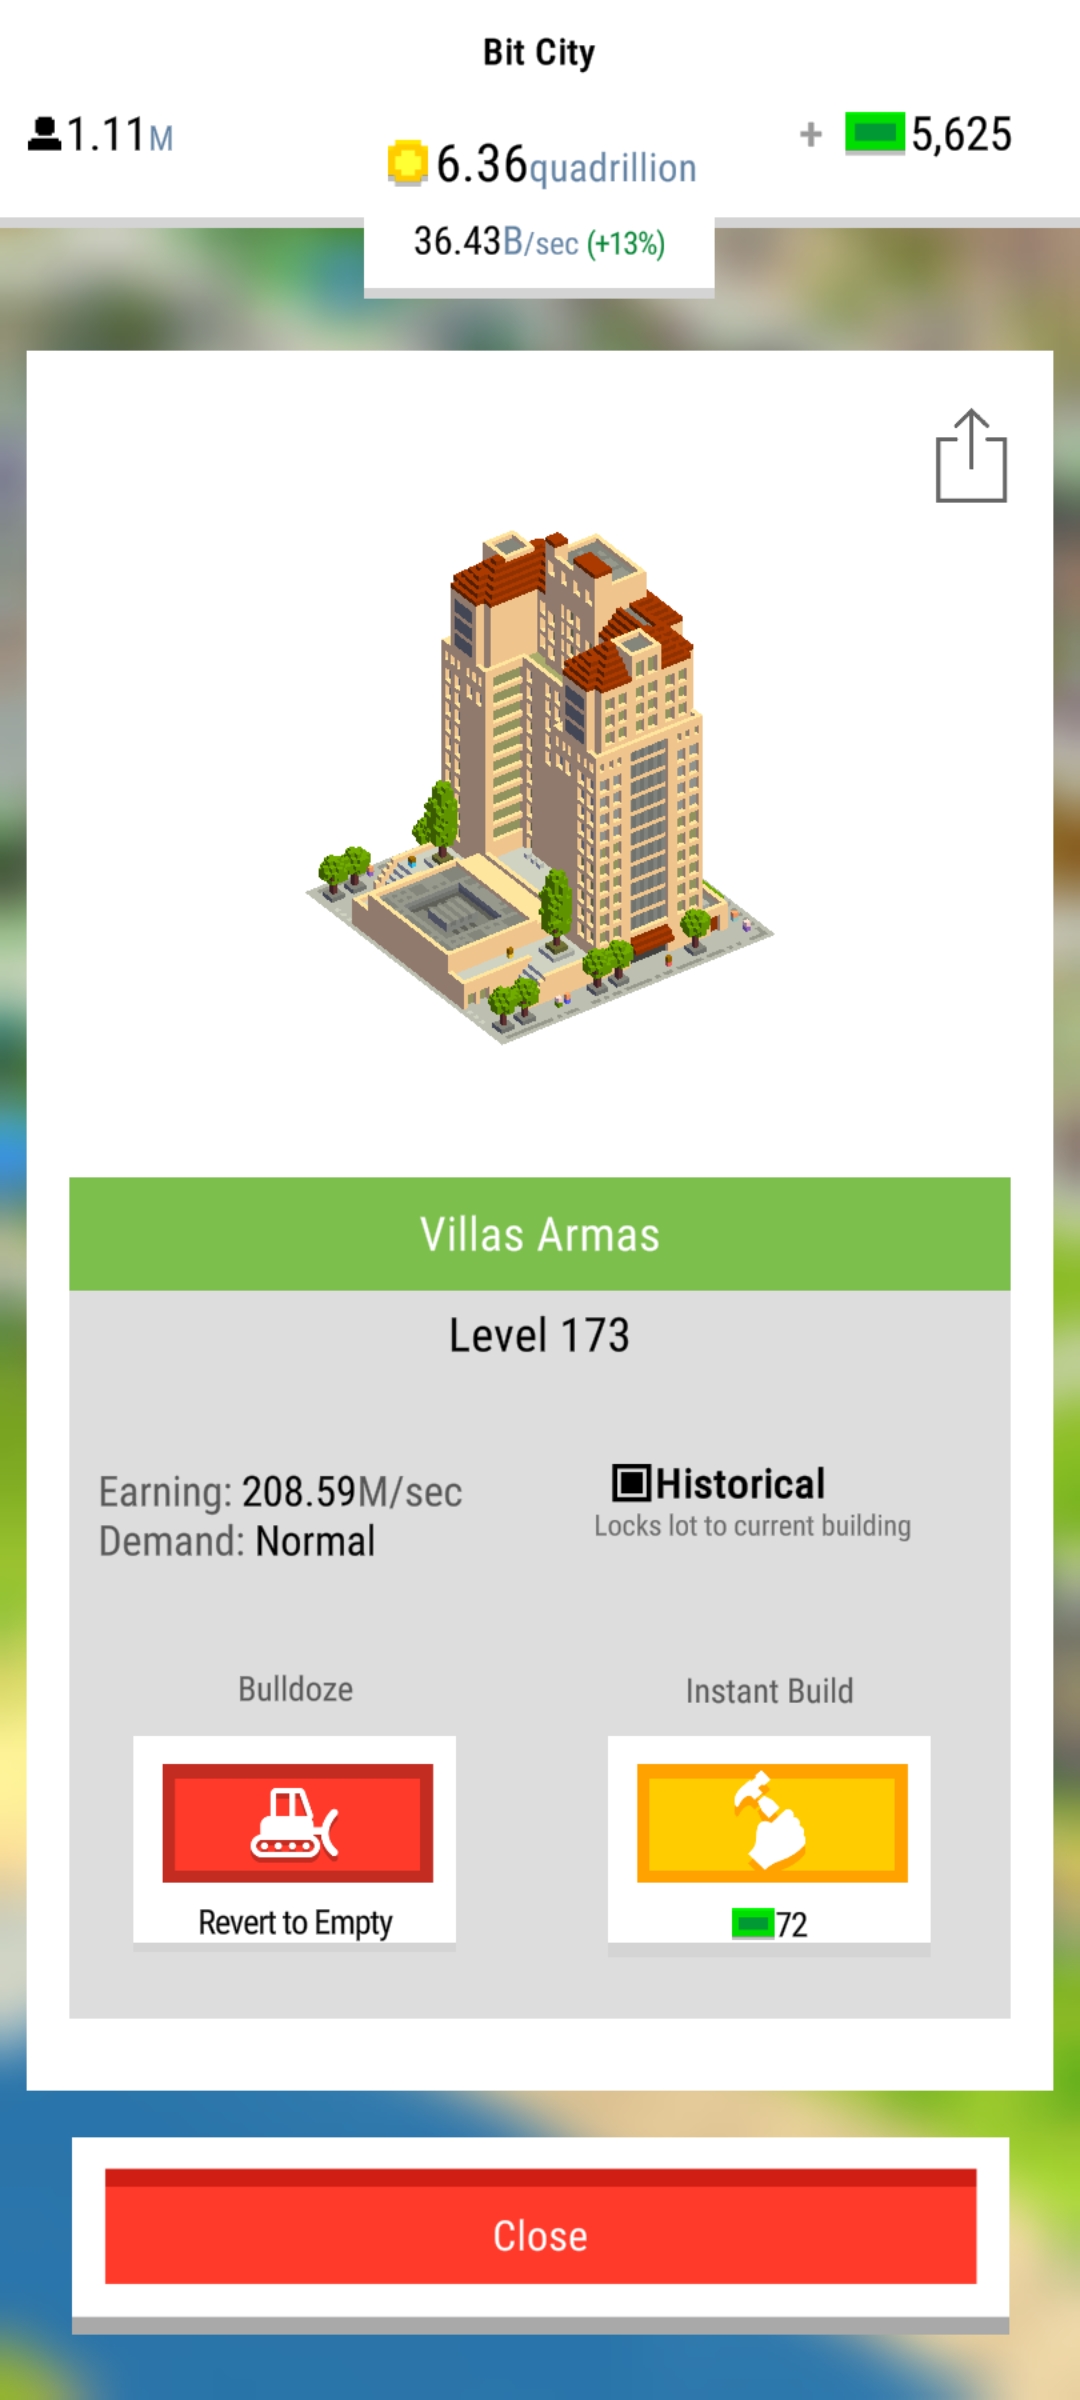 Bit City
1.11M
6.36quadrillion
+ 5,625
36.43B/sec (+13%)
Villas Armas
Level 173
Earning: 208.59M/sec
Demand: Normal
Historical
Locks lot to current building
Bulldoze
Instant Build
Revert to Empty
72
Close